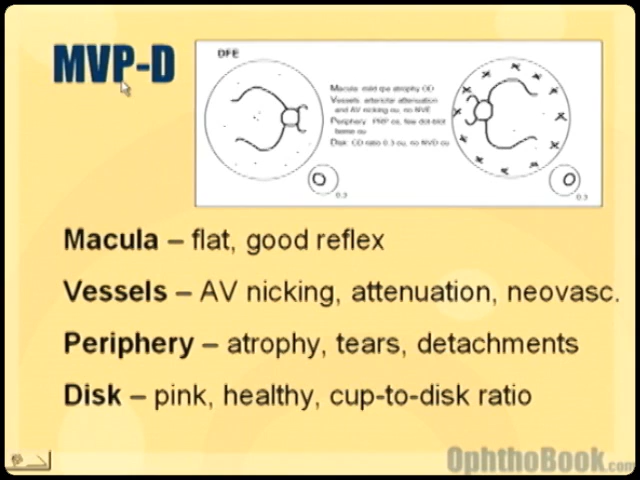 MVP-D
DFE
Macula: mild rpe atrophy OD
Vessels: arteriolar attenuation
and AV nicking ou, no NVE
Periphery: PRP os, few dot-blot
heme ou
Disk: CD ratio 0.3 ou, no NVD ou
0.3
0.3
Macula – flat, good reflex
Vessels – AV nicking, attenuation, neovasc.
Periphery – atrophy, tears, detachments
Disk – pink, healthy, cup-to-disk ratio
OphthoBook.com